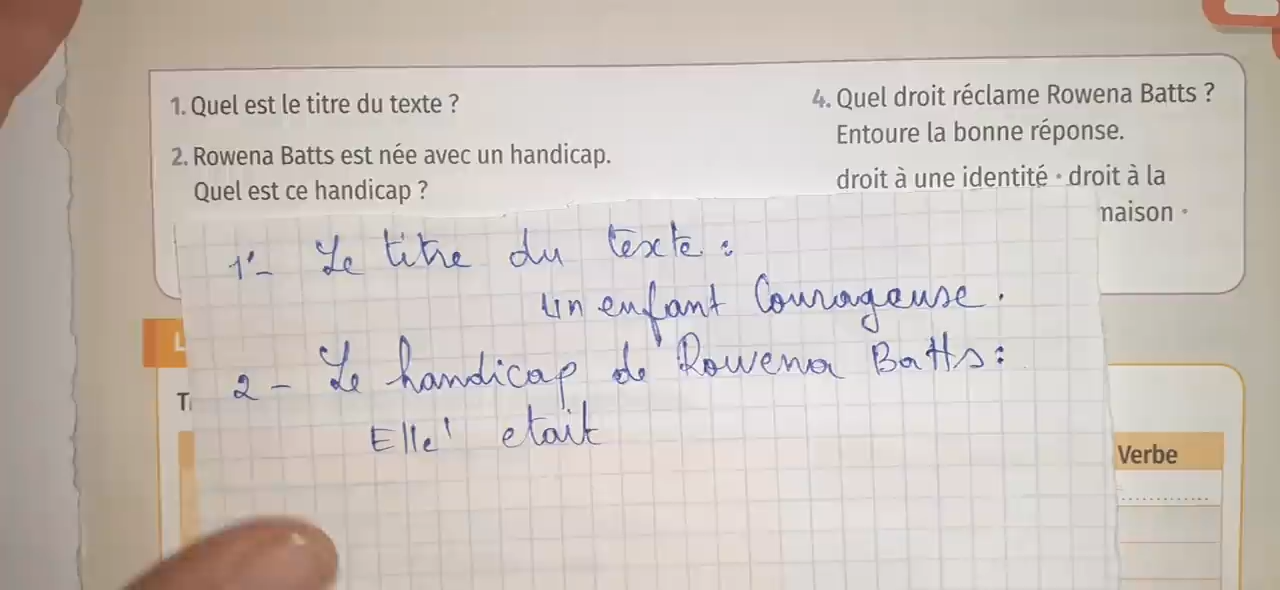 1. Quel est le titre du texte ?
2. Rowena Batts est née avec un handicap.
Quel est ce handicap ?
4. Quel droit réclame Rowena Batts ?
Entoure la bonne réponse.
droit à une identité · droit à la
maison ·
1'- Le titre du texte :
un enfant Courageuse.
2 - Le handicap de Rowena Batts :
Elle' etait
L
Verbe